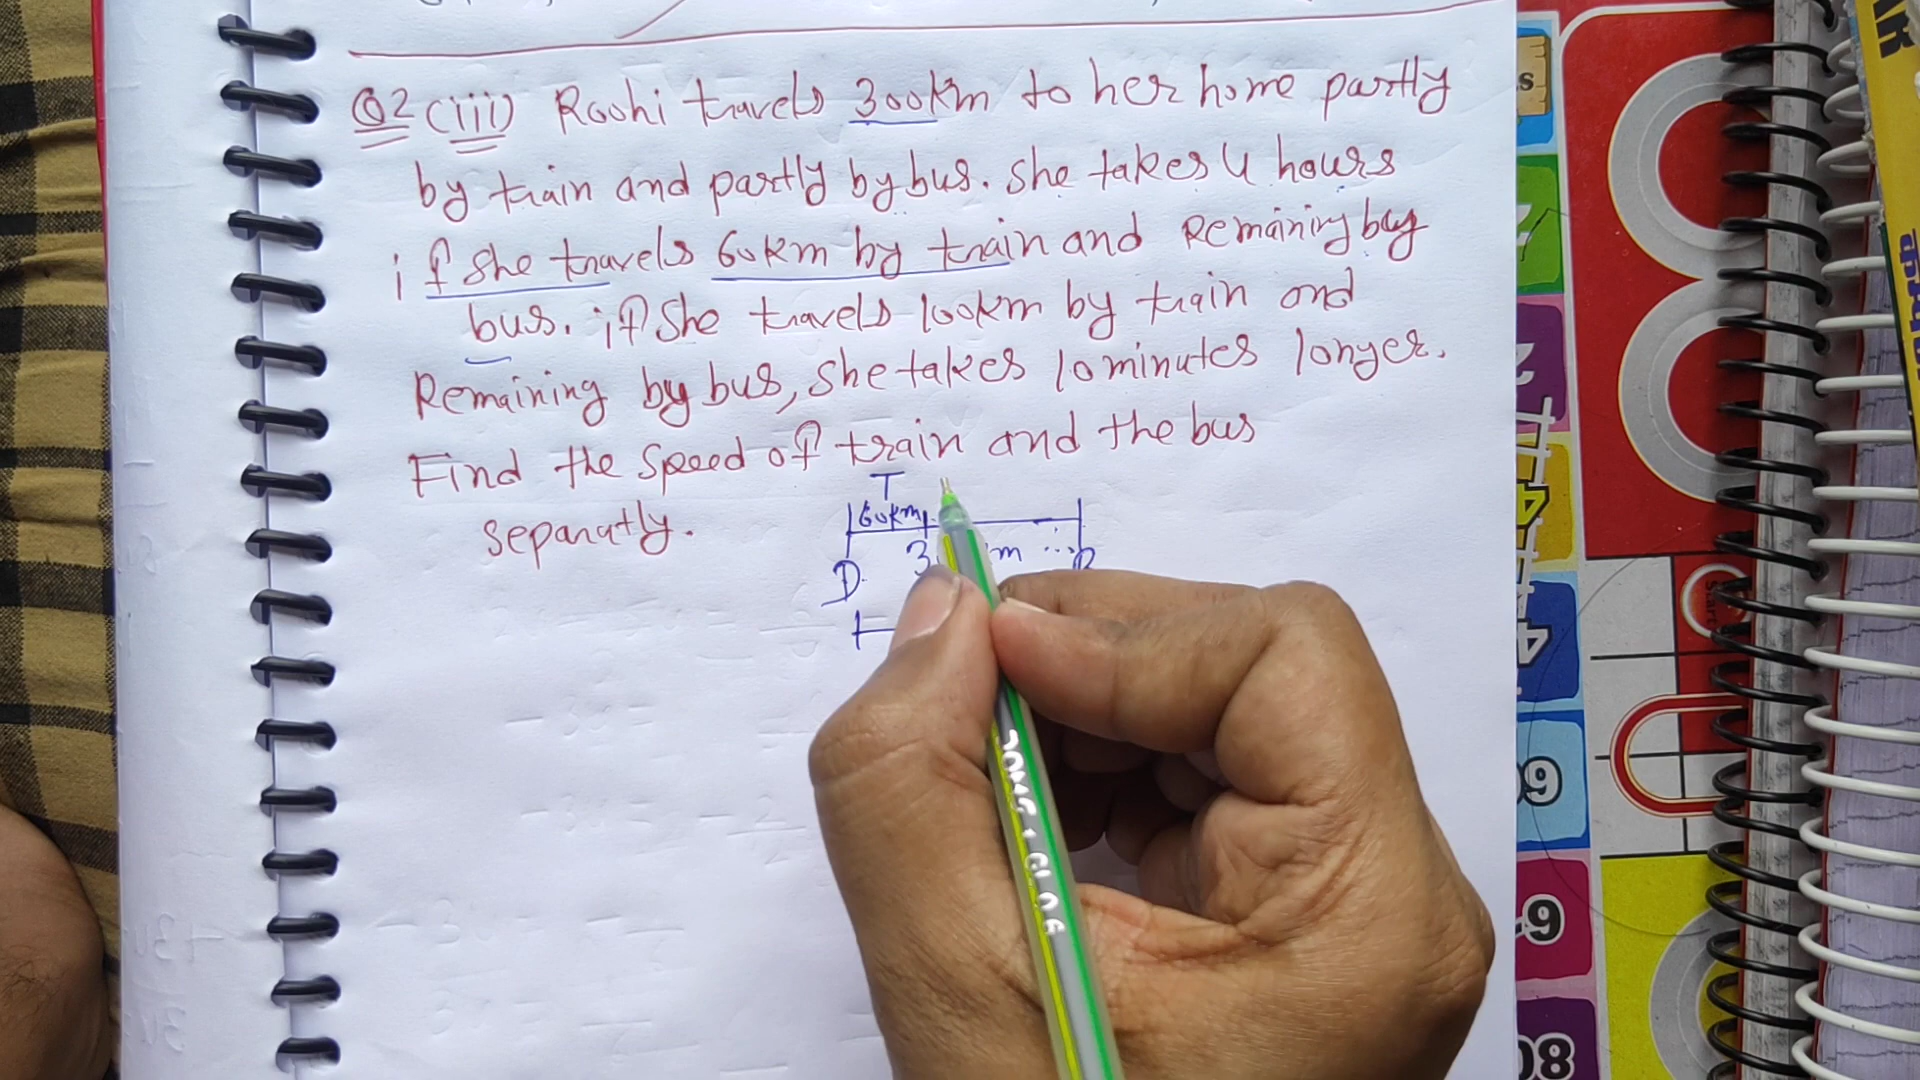 Q2 (iii) Roohi travels 300km to her home partly
by train and partly by bus. She takes 4 hours
if she travels 60km by train and remaining bay
bus. if she travels 100km by train and
Remaining by bus, she takes 10 minutes longer.
Find the speed of train and the bus
separatly.
T
60km
3 m
D